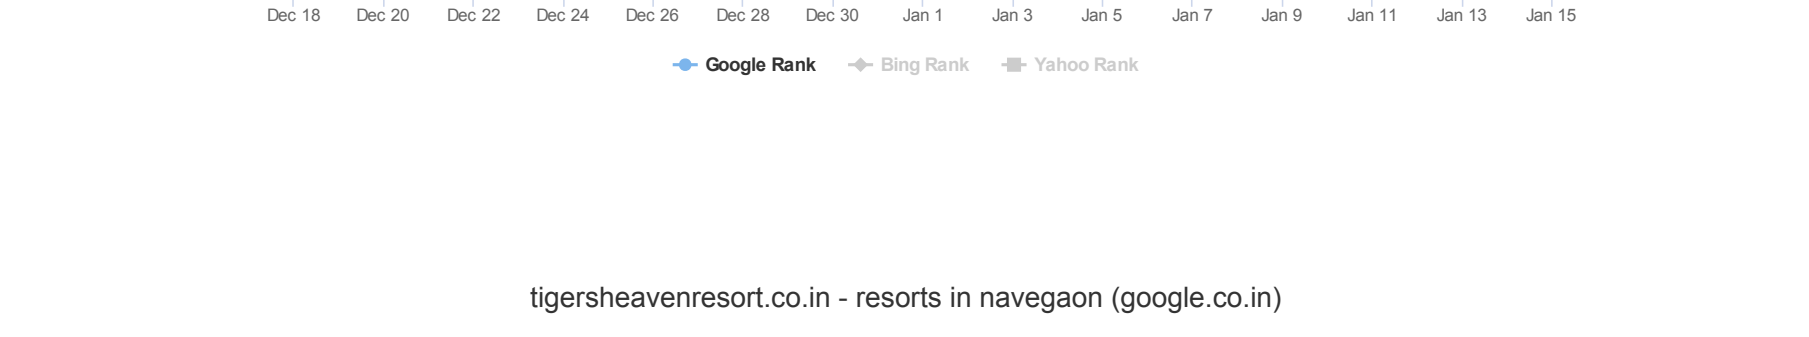 Dec 18 Dec 20 Dec 22 Dec 24 Dec 26 Dec 28 Dec 30 Jan 1 Jan 3 Jan 5 Jan 7 Jan 9 Jan 11 Jan 13 Jan 15
Google Rank Bing Rank Yahoo Rank
tigersheavenresort.co.in - resorts in navegaon (google.co.in)